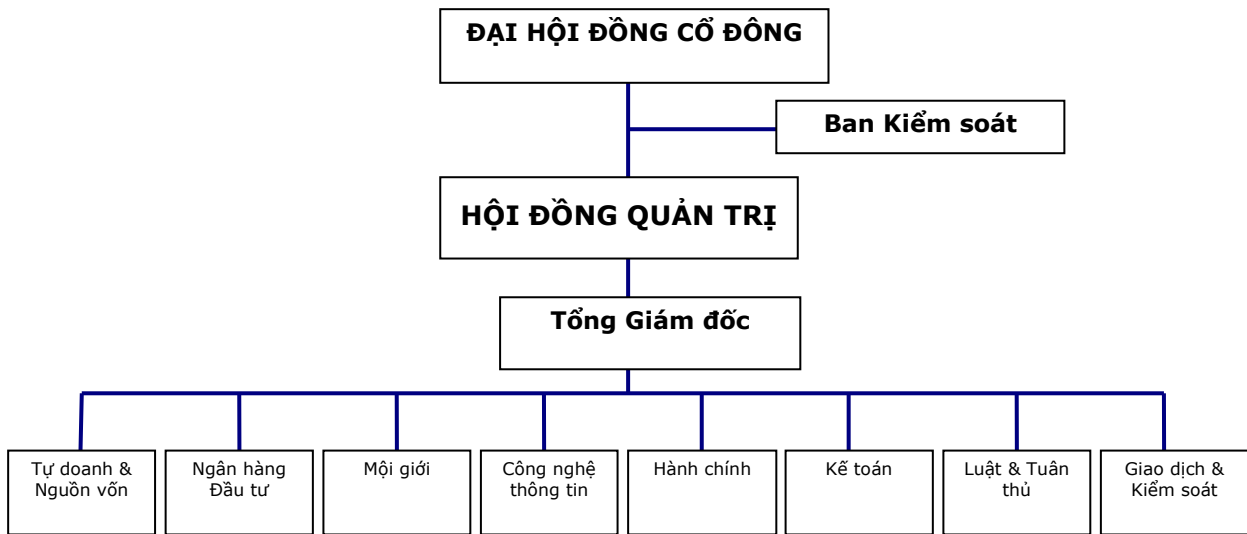 ĐẠI HỘI ĐỒNG CỔ ĐÔNG
Ban Kiểm soát
HỘI ĐỒNG QUẢN TRỊ
Tổng Giám đốc
Tự doanh &
Nguồn vốn
Ngân hàng
Đầu tư
Mội giới
Công nghệ
thông tin
Hành chính
Kế toán
Luật & Tuân
thủ
Giao dịch &
Kiểm soát